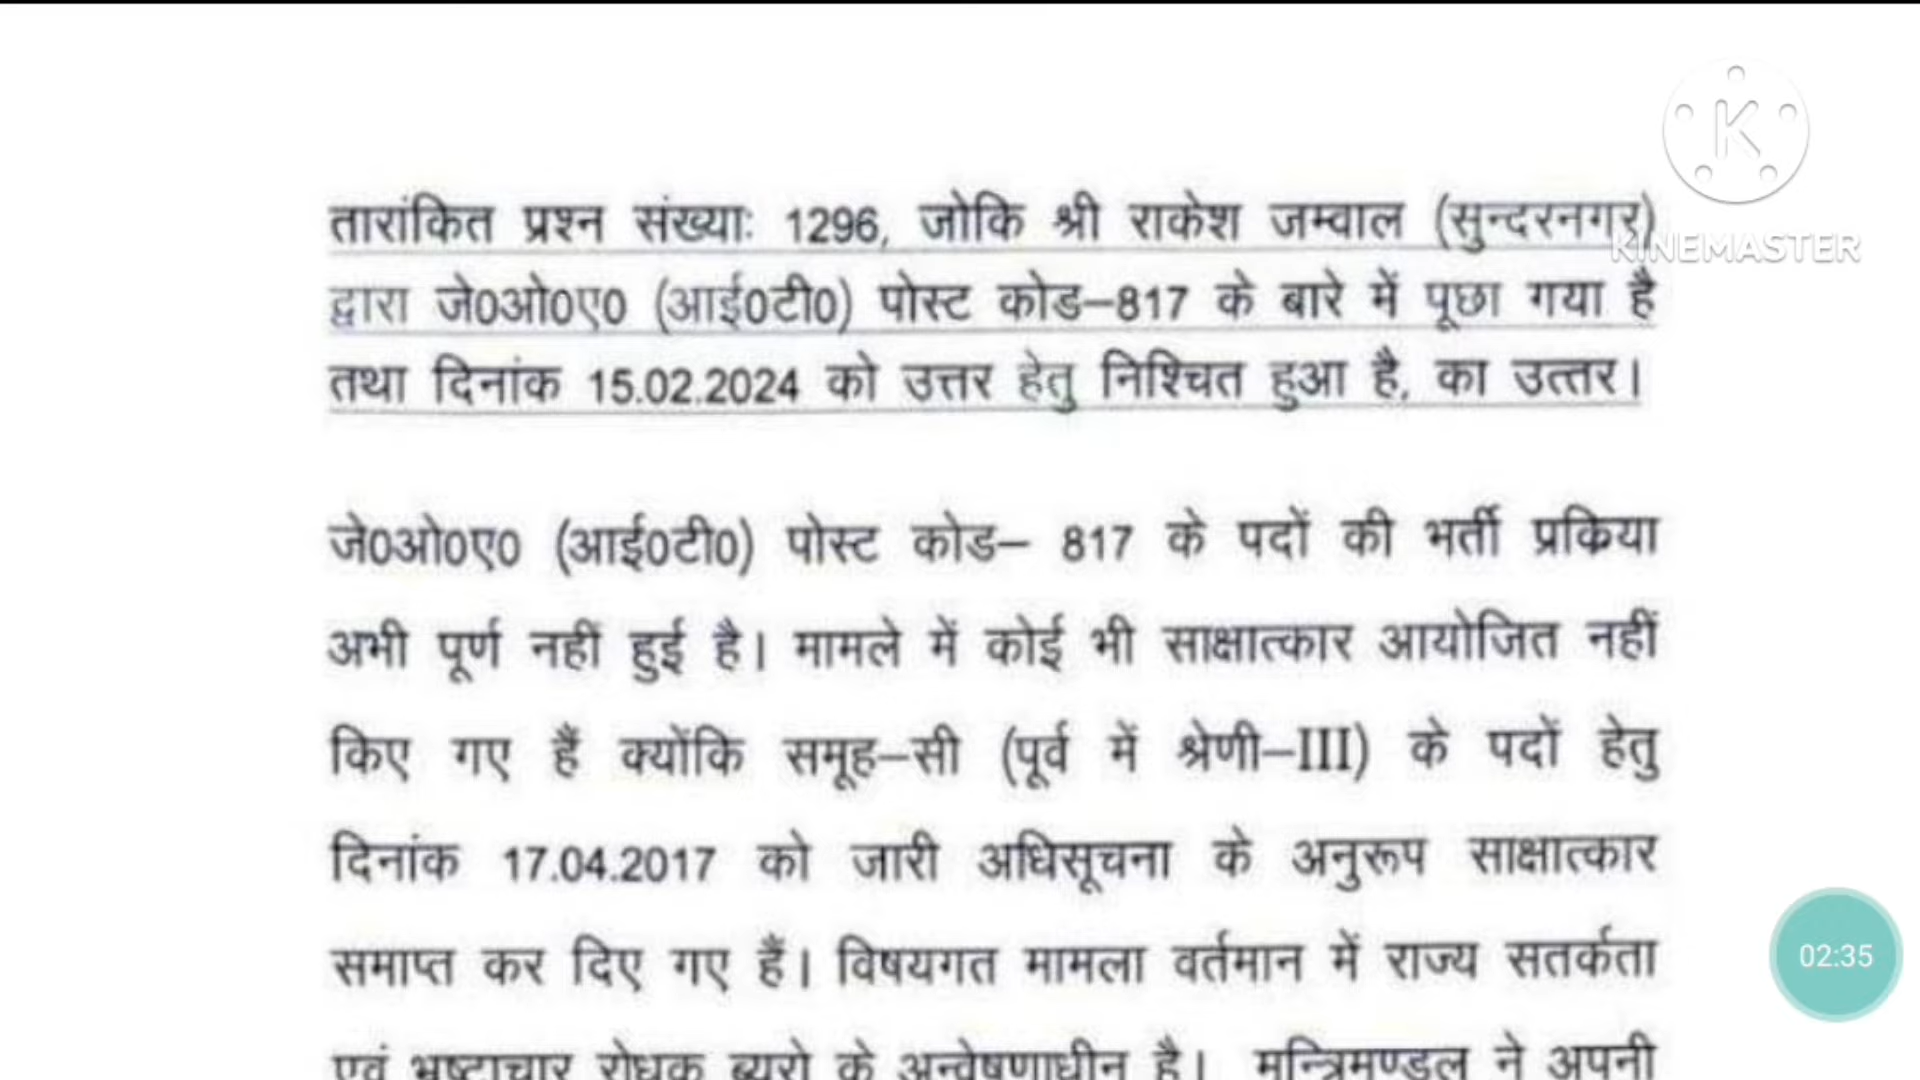 तारांकित प्रश्न संख्याः 1296, जोकि श्री राकेश जम्वाल (सुन्दरनगर)
KINEMASTER
द्वारा जे0ओ0ए0 (आई0टी0) पोस्ट कोड–817 के बारे में पूछा गया है
तथा दिनांक 15.02.2024 को उत्तर हेतु निश्चित हुआ है, का उत्तर।
जे0ओ0ए0 (आई0टी0) पोस्ट कोड– 817 के पदों की भर्ती प्रकिया
अभी पूर्ण नहीं हुई है। मामले में कोई भी साक्षात्कार आयोजित नहीं
किए गए हैं क्योंकि समूह–सी (पूर्व में श्रेणी–III) के पदों हेतु
दिनांक 17.04.2017 को जारी अधिसूचना के अनुरूप साक्षात्कार
समाप्त कर दिए गए हैं। विषयगत मामला वर्तमान में राज्य सतर्कता
02:35
एवं भ्रष्टाचार रोधक ब्यूरो के अन्वेषणाधीन है। मन्त्रिमण्डल ने अपनी